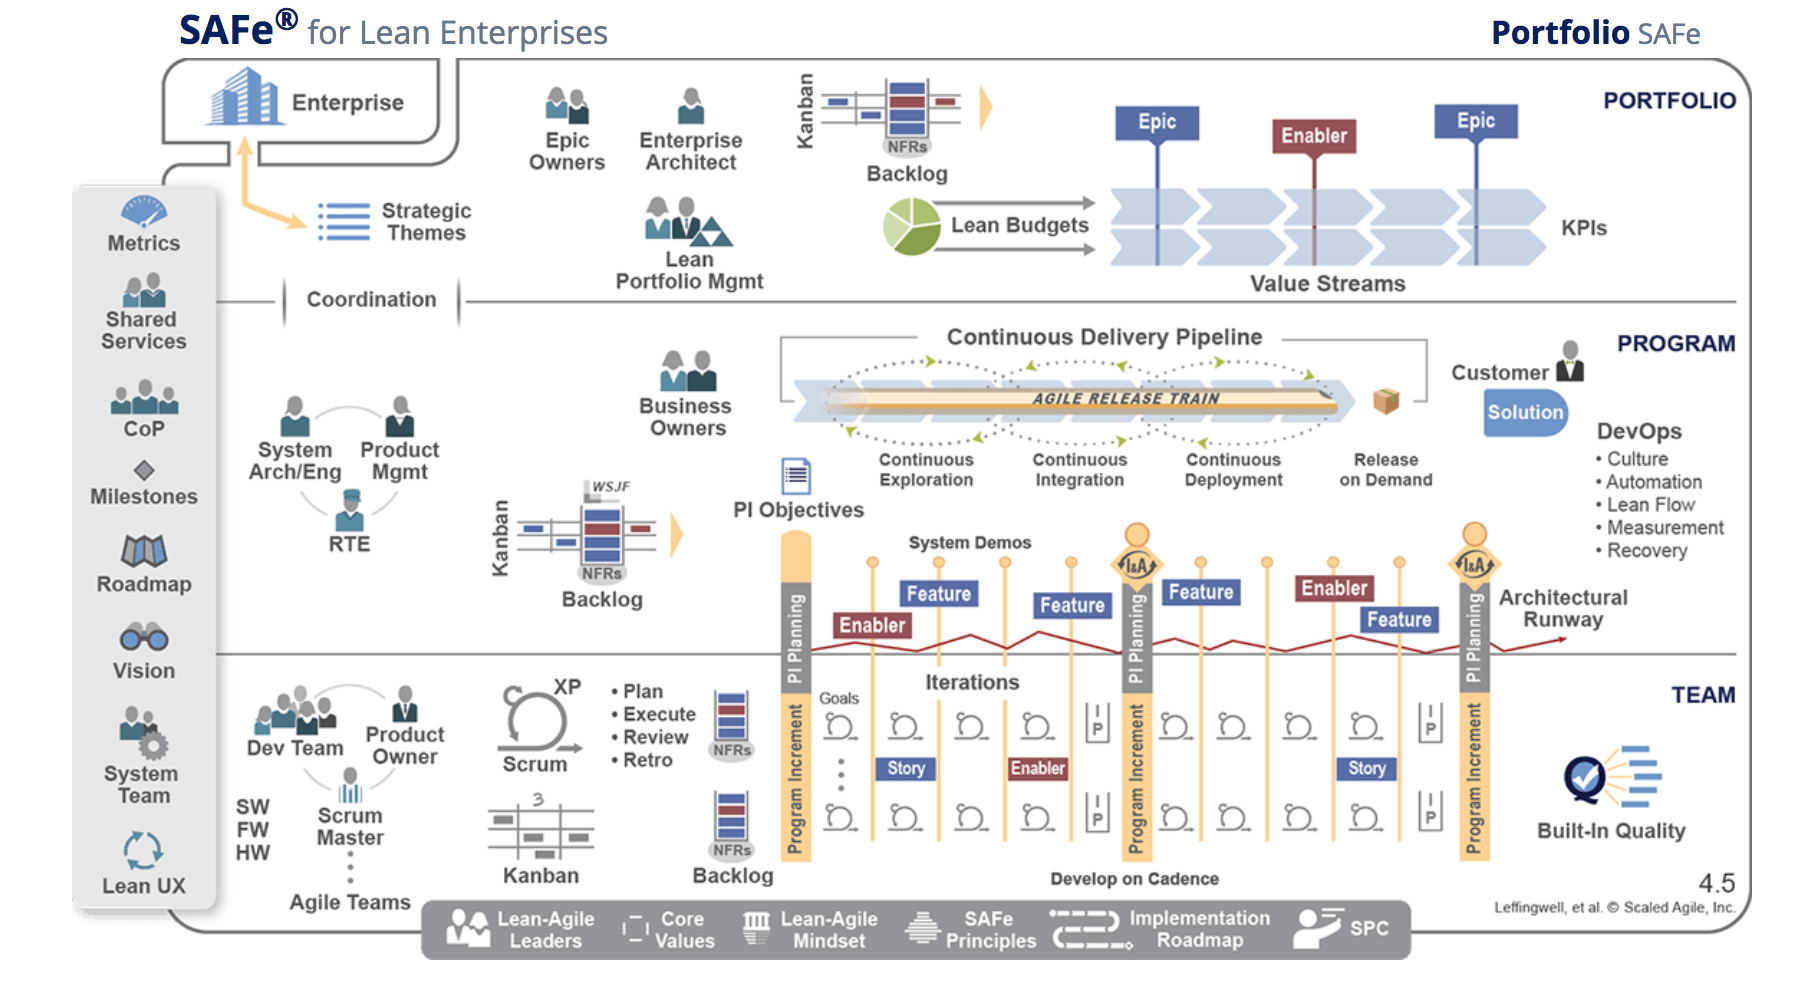 SAFe® for Lean Enterprises
Portfolio SAFe
Enterprise
Strategic
Themes
Epic
Owners
Enterprise
Architect
Lean
Portfolio Mgmt
Kanban
NFRs
Backlog
Lean Budgets
Epic
Enabler
Epic
KPIs
Value Streams
PORTFOLIO
Metrics
Shared
Services
CoP
Milestones
Roadmap
Vision
System
Team
Lean UX
Coordination
System
Arch/Eng
Product
Mgmt
RTE
Business
Owners
Kanban
WSJF
NFRs
Backlog
Continuous Delivery Pipeline
AGILE RELEASE TRAIN
Continuous
Exploration
Continuous
Integration
Continuous
Deployment
Release
on Demand
PROGRAM
Customer
Solution
DevOps
• Culture
• Automation
• Lean Flow
• Measurement
• Recovery
PI Objectives
System Demos
I&A
I&A
Enabler
Feature
Feature
Feature
Enabler
Feature
Architectural
Runway
PI Planning
PI Planning
PI Planning
TEAM
Dev Team
Product
Owner
Scrum
Master
SW
FW
HW
Agile Teams
XP
Scrum
• Plan
• Execute
• Review
• Retro
3
Kanban
NFRs
NFRs
Backlog
Program Increment
Program Increment
Program Increment
Goals
Iterations
I
P
I
P
I
P
I
P
Story
Enabler
Story
Develop on Cadence
Built-In Quality
4.5
Leffingwell, et al. © Scaled Agile, Inc.
Lean-Agile
Leaders
Core
Values
Lean-Agile
Mindset
SAFe
Principles
Implementation
Roadmap
SPC